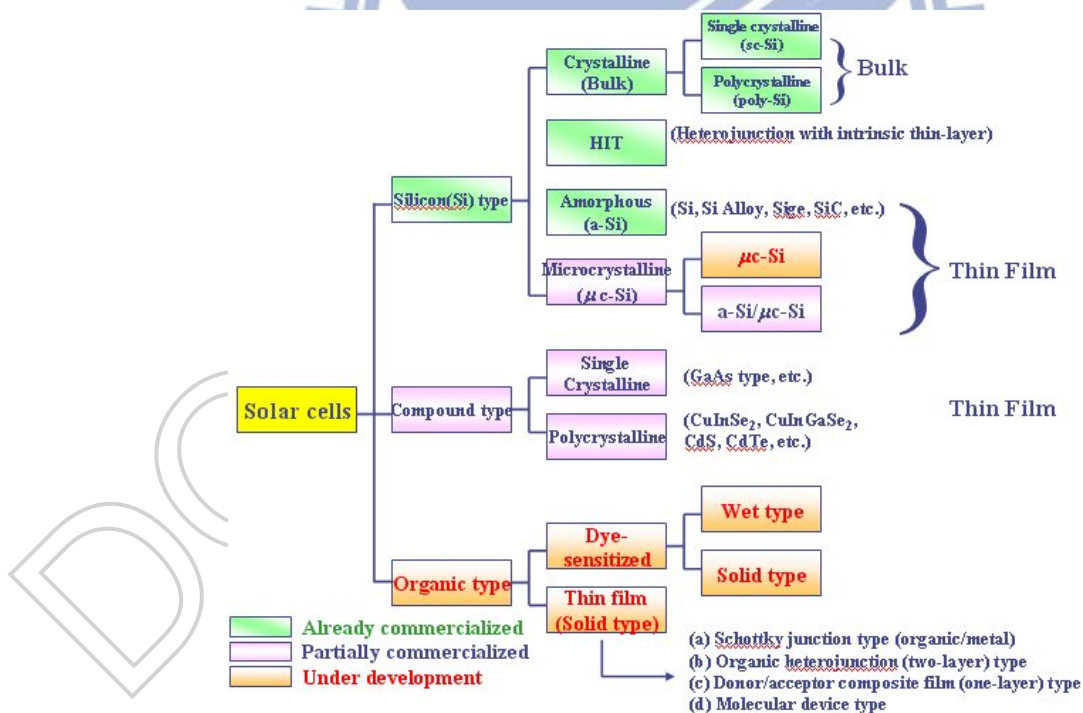 Single crystalline
(sc-Si)
Crystalline
(Bulk)
Polycrystalline
(poly-Si)
Bulk
HIT
(Heterojunction with intrinsic thin-layer)
Silicon(Si) type
Amorphous
(a-Si)
(Si, Si Alloy, Sige, SiC, etc.)
Microcrystalline
(μc-Si)
μc-Si
a-Si/μc-Si
Thin Film
Solar cells
Compound type
Single
Crystalline
(GaAs type, etc.)
Polycrystalline
(CuInSe₂, CuInGaSe₂,
CdS, CdTe, etc.)
Thin Film
Organic type
Dye-
sensitized
Wet type
Solid type
Thin film
(Solid type)
(a) Schottky junction type (organic/metal)
(b) Organic heterojunction (two-layer) type
(c) Donor/acceptor composite film (one-layer) type
(d) Molecular device type
Already commercialized
Partially commercialized
Under development